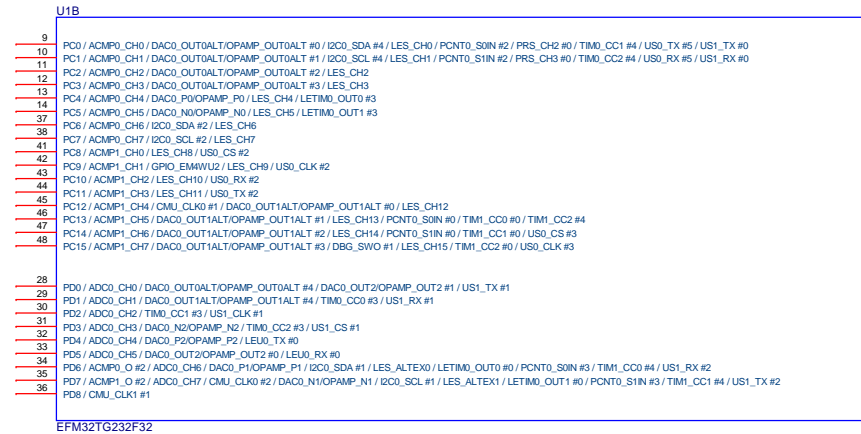 U1B
9 PC0 / ACMP0_CH0 / DAC0_OUT0ALT/OPAMP_OUT0ALT #0 / I2C0_SDA #4 / LES_CH0 / PCNT0_S0IN #2 / PRS_CH2 #0 / TIM0_CC1 #4 / US0_TX #5 / US1_TX #0
10 PC1 / ACMP0_CH1 / DAC0_OUT0ALT/OPAMP_OUT0ALT #1 / I2C0_SCL #4 / LES_CH1 / PCNT0_S1IN #2 / PRS_CH3 #0 / TIM0_CC2 #4 / US0_RX #5 / US1_RX #0
11 PC2 / ACMP0_CH2 / DAC0_OUT0ALT/OPAMP_OUT0ALT #2 / LES_CH2
12 PC3 / ACMP0_CH3 / DAC0_OUT0ALT/OPAMP_OUT0ALT #3 / LES_CH3
13 PC4 / ACMP0_CH4 / DAC0_P0/OPAMP_P0 / LES_CH4 / LETIM0_OUT0 #3
14 PC5 / ACMP0_CH5 / DAC0_N0/OPAMP_N0 / LES_CH5 / LETIM0_OUT1 #3
37 PC6 / ACMP0_CH6 / I2C0_SDA #2 / LES_CH6
38 PC7 / ACMP0_CH7 / I2C0_SCL #2 / LES_CH7
41 PC8 / ACMP1_CH0 / LES_CH8 / US0_CS #2
42 PC9 / ACMP1_CH1 / GPIO_EM4WU2 / LES_CH9 / US0_CLK #2
43 PC10 / ACMP1_CH2 / LES_CH10 / US0_RX #2
44 PC11 / ACMP1_CH3 / LES_CH11 / US0_TX #2
45 PC12 / ACMP1_CH4 / CMU_CLK0 #1 / DAC0_OUT1ALT/OPAMP_OUT1ALT #0 / LES_CH12
46 PC13 / ACMP1_CH5 / DAC0_OUT1ALT/OPAMP_OUT1ALT #1 / LES_CH13 / PCNT0_S0IN #0 / TIM1_CC0 #0 / TIM1_CC2 #4
47 PC14 / ACMP1_CH6 / DAC0_OUT1ALT/OPAMP_OUT1ALT #2 / LES_CH14 / PCNT0_S1IN #0 / TIM1_CC1 #0 / US0_CS #3
48 PC15 / ACMP1_CH7 / DAC0_OUT1ALT/OPAMP_OUT1ALT #3 / DBG_SWO #1 / LES_CH15 / TIM1_CC2 #0 / US0_CLK #3
28 PD0 / ADC0_CH0 / DAC0_OUT0ALT/OPAMP_OUT0ALT #4 / DAC0_OUT2/OPAMP_OUT2 #1 / US1_TX #1
29 PD1 / ADC0_CH1 / DAC0_OUT1ALT/OPAMP_OUT1ALT #4 / TIM0_CC0 #3 / US1_RX #1
30 PD2 / ADC0_CH2 / TIM0_CC1 #3 / US1_CLK #1
31 PD3 / ADC0_CH3 / DAC0_N2/OPAMP_N2 / TIM0_CC2 #3 / US1_CS #1
32 PD4 / ADC0_CH4 / DAC0_P2/OPAMP_P2 / LEU0_TX #0
33 PD5 / ADC0_CH5 / DAC0_OUT2/OPAMP_OUT2 #0 / LEU0_RX #0
34 PD6 / ACMP0_O #2 / ADC0_CH6 / DAC0_P1/OPAMP_P1 / I2C0_SDA #1 / LES_ALTEX0 / LETIM0_OUT0 #0 / PCNT0_S0IN #3 / TIM1_CC0 #4 / US1_RX #2
35 PD7 / ACMP1_O #2 / ADC0_CH7 / CMU_CLK0 #2 / DAC0_N1/OPAMP_N1 / I2C0_SCL #1 / LES_ALTEX1 / LETIM0_OUT1 #0 / PCNT0_S1IN #3 / TIM1_CC1 #4 / US1_TX #2
36 PD8 / CMU_CLK1 #1
EFM32TG232F32